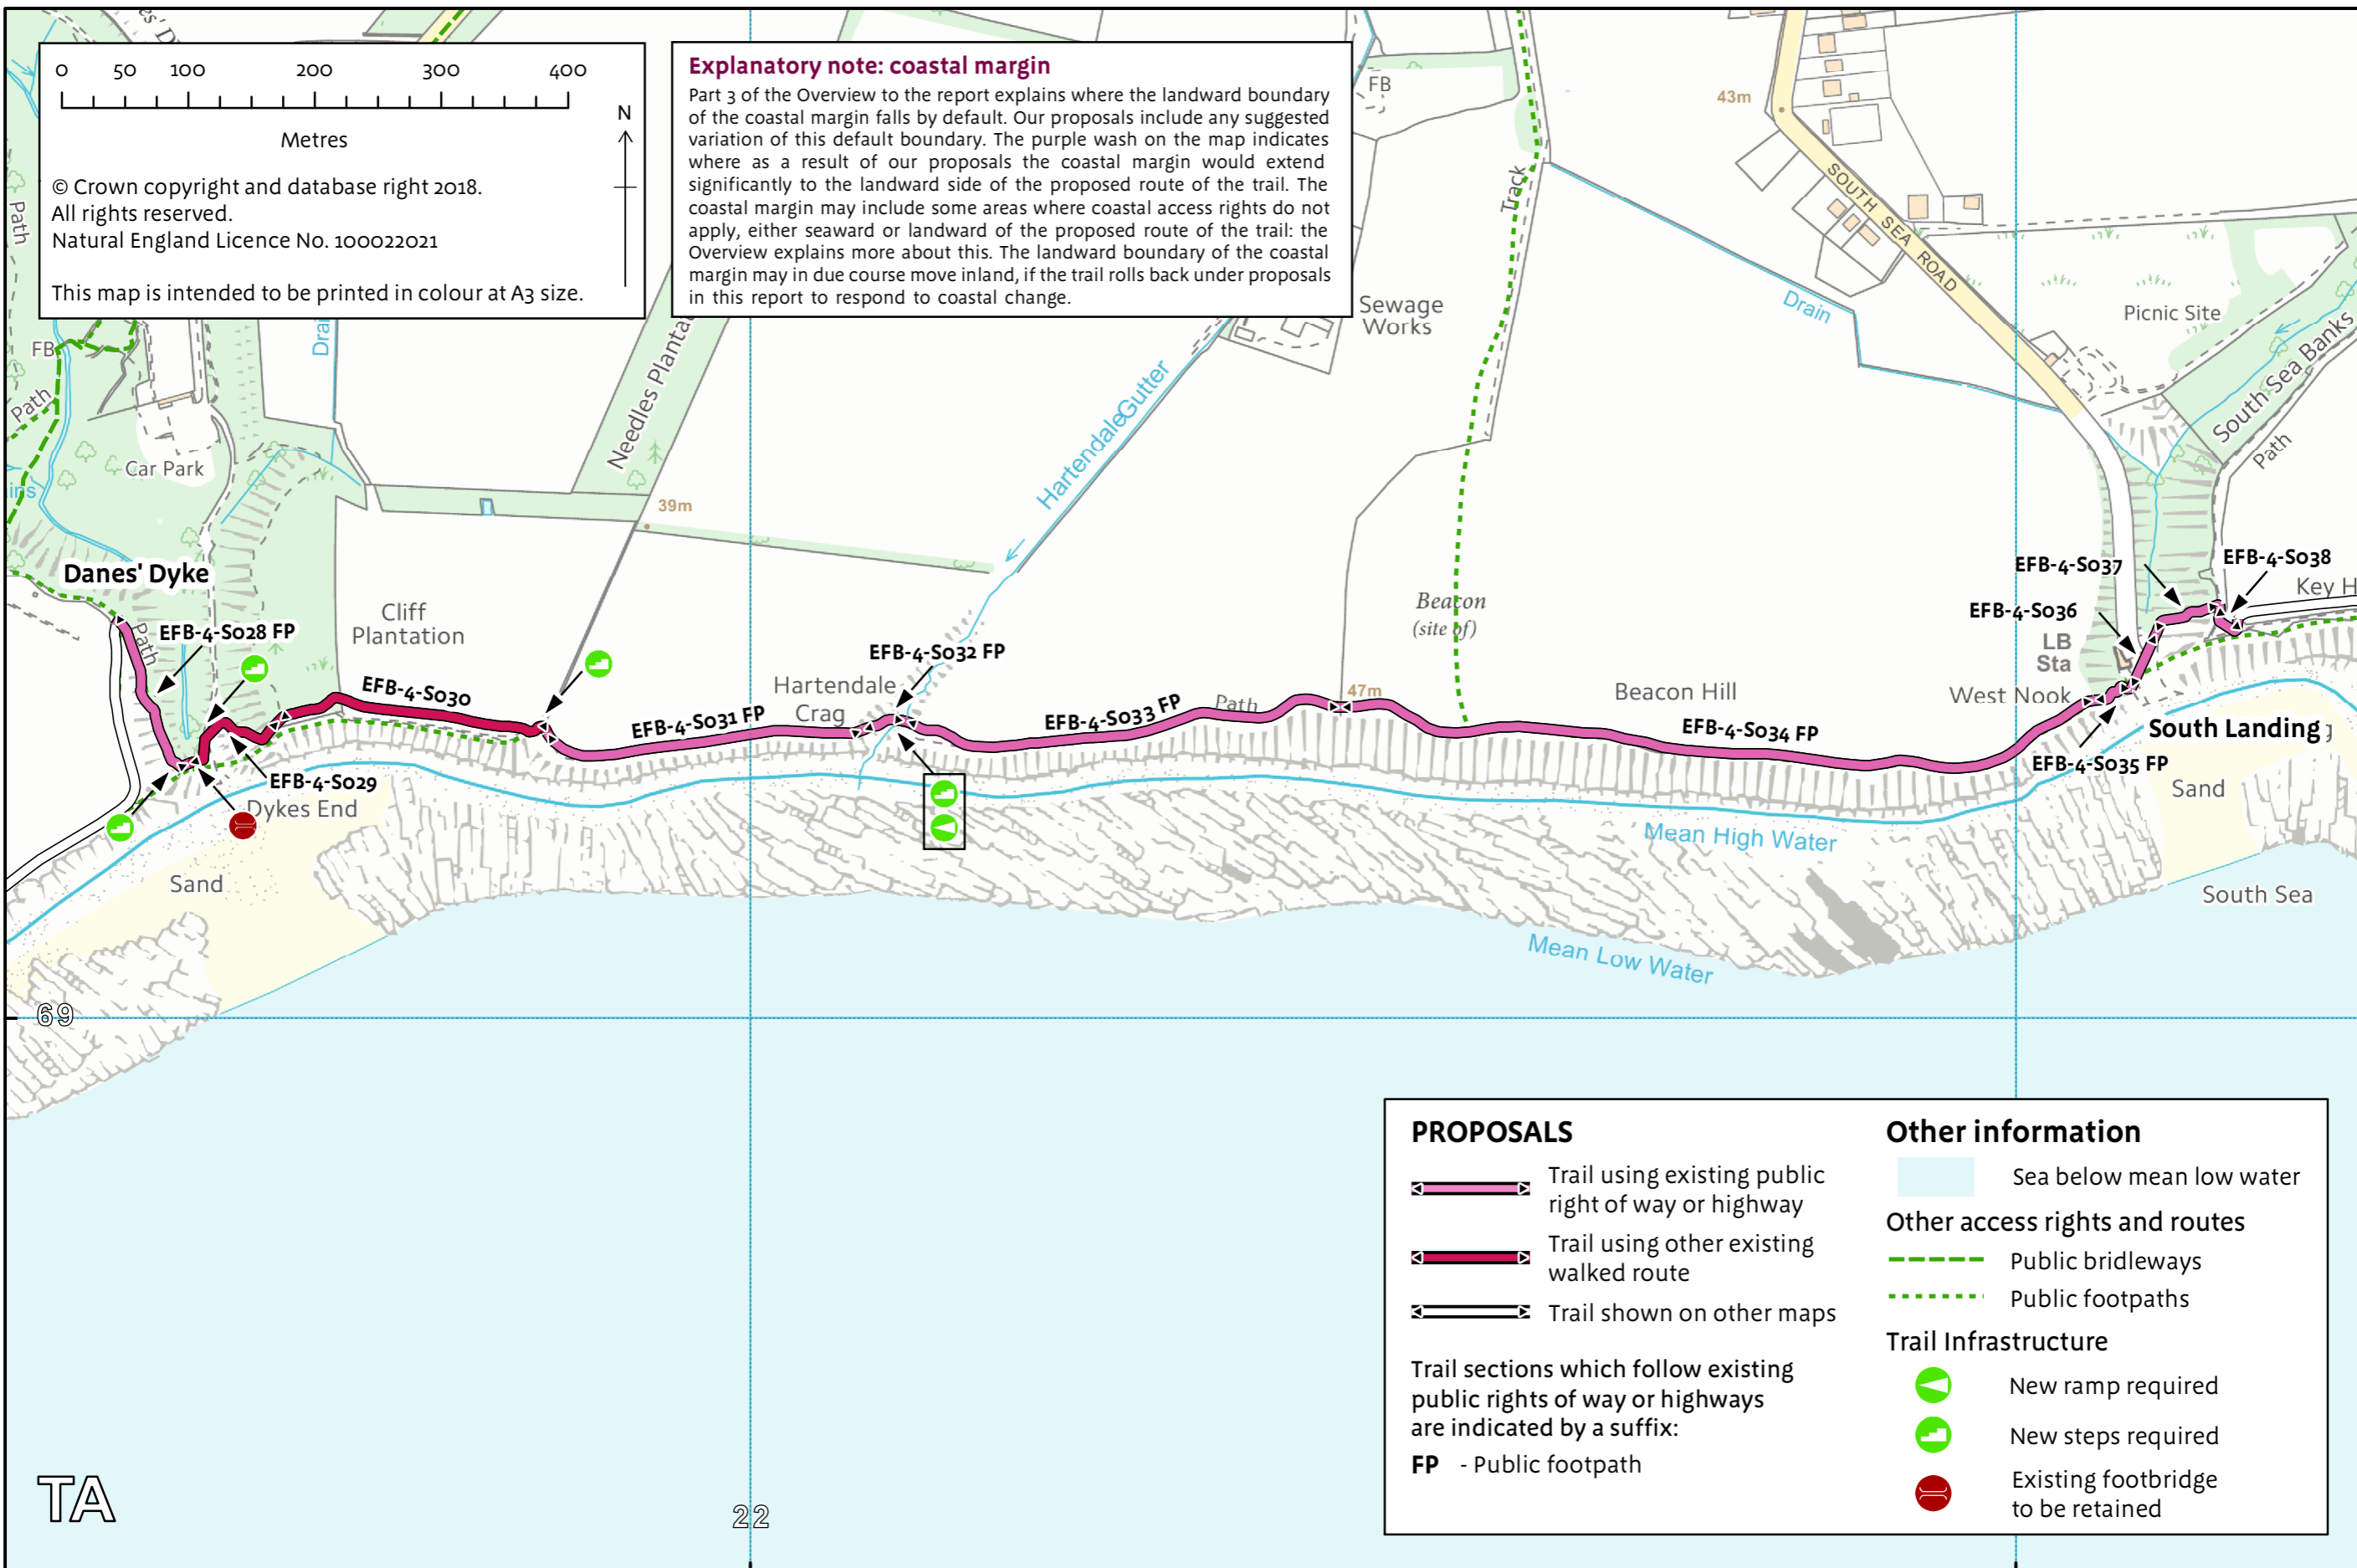 0 50 100 200 300 400
Metres
N
© Crown copyright and database right 2018.
All rights reserved.
Natural England Licence No. 100022021
This map is intended to be printed in colour at A3 size.
Explanatory note: coastal margin
Part 3 of the Overview to the report explains where the landward boundary
of the coastal margin falls by default. Our proposals include any suggested
variation of this default boundary. The purple wash on the map indicates
where as a result of our proposals the coastal margin would extend
significantly to the landward side of the proposed route of the trail. The
coastal margin may include some areas where coastal access rights do not
apply, either seaward or landward of the proposed route of the trail: the
Overview explains more about this. The landward boundary of the coastal
margin may in due course move inland, if the trail rolls back under proposals
in this report to respond to coastal change.
FB
43m
Track
SOUTH SEA ROAD
Path
Sewage
Works
Drain
Picnic Site
South Sea Banks
Path
FB
Path
Drai
Needles Planta
Hartendale Gutter
Car Park
ins
39m
Danes' Dyke
Path
EFB-4-S028 FP
Cliff
Plantation
EFB-4-S030
EFB-4-S029
Dykes End
Sand
EFB-4-S031 FP
Hartendale
Crag
EFB-4-S032 FP
EFB-4-S033 FP
Path
47m
Beacon
(site of)
Beacon Hill
EFB-4-S034 FP
EFB-4-S037
EFB-4-S038
Key H
EFB-4-S036
LB
Sta
West Nook
South Landing
EFB-4-S035 FP
Sand
Mean High Water
Mean Low Water
South Sea
69
22
TA
PROPOSALS
Trail using existing public
right of way or highway
Trail using other existing
walked route
Trail shown on other maps
Trail sections which follow existing
public rights of way or highways
are indicated by a suffix:
FP - Public footpath
Other information
Sea below mean low water
Other access rights and routes
Public bridleways
Public footpaths
Trail Infrastructure
New ramp required
New steps required
Existing footbridge
to be retained